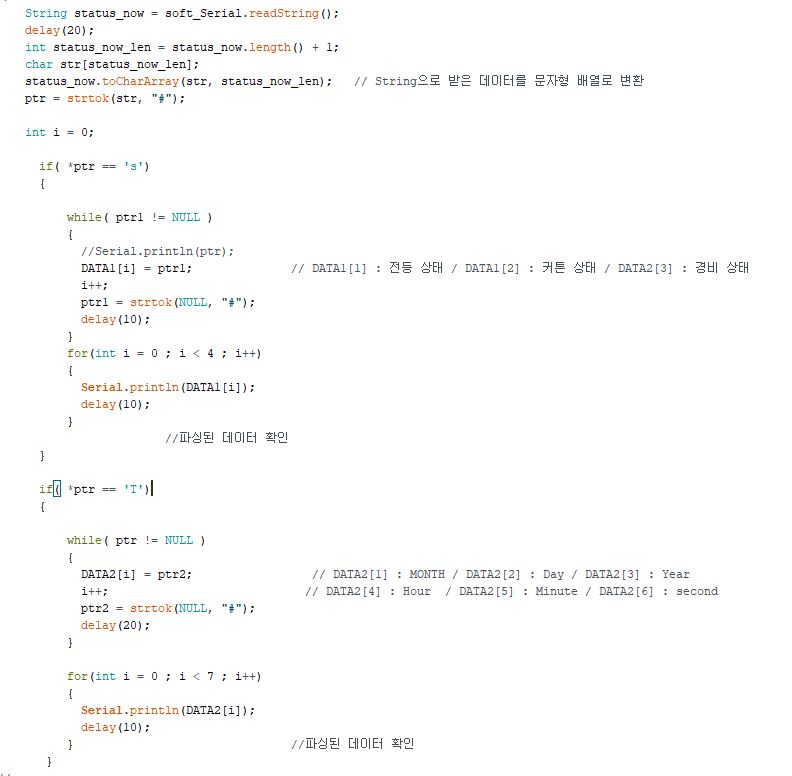 String status_now = soft_Serial.readString();
delay(20);
int status_now_len = status_now.length() + 1;
char str[status_now_len];
status_now.toCharArray(str, status_now_len);   // String으로 받은 데이터를 문자형 배열로 변환
ptr = strtok(str, "#");
int i = 0;
if( *ptr == 's')
{
while( ptr1 != NULL )
{
//Serial.println(ptr);
DATA1[i] = ptr1;              // DATA1[1] : 전등 상태 / DATA1[2] : 커튼 상태 / DATA2[3] : 경비 상태
i++;
ptr1 = strtok(NULL, "#");
delay(10);
}
for(int i = 0 ; i < 4 ; i++)
{
Serial.println(DATA1[i]);
delay(10);
}
//파싱된 데이터 확인
}
if( *ptr == 'T')
{
while( ptr != NULL )
{
DATA2[i] = ptr2;                 // DATA2[1] : MONTH / DATA2[2] : Day / DATA2[3] : Year
i++;                            // DATA2[4] : Hour  / DATA2[5] : Minute / DATA2[6] : second
ptr2 = strtok(NULL, "#");
delay(20);
}
for(int i = 0 ; i < 7 ; i++)
{
Serial.println(DATA2[i]);
delay(10);
}                               //파싱된 데이터 확인
}
//